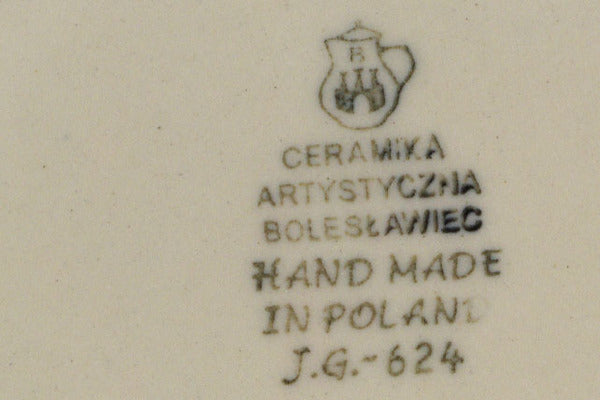 B
CERAMIKA
ARTYSTYCZNA
BOLESŁAWIEC
HAND MADE
IN POLAND
J.G.-624